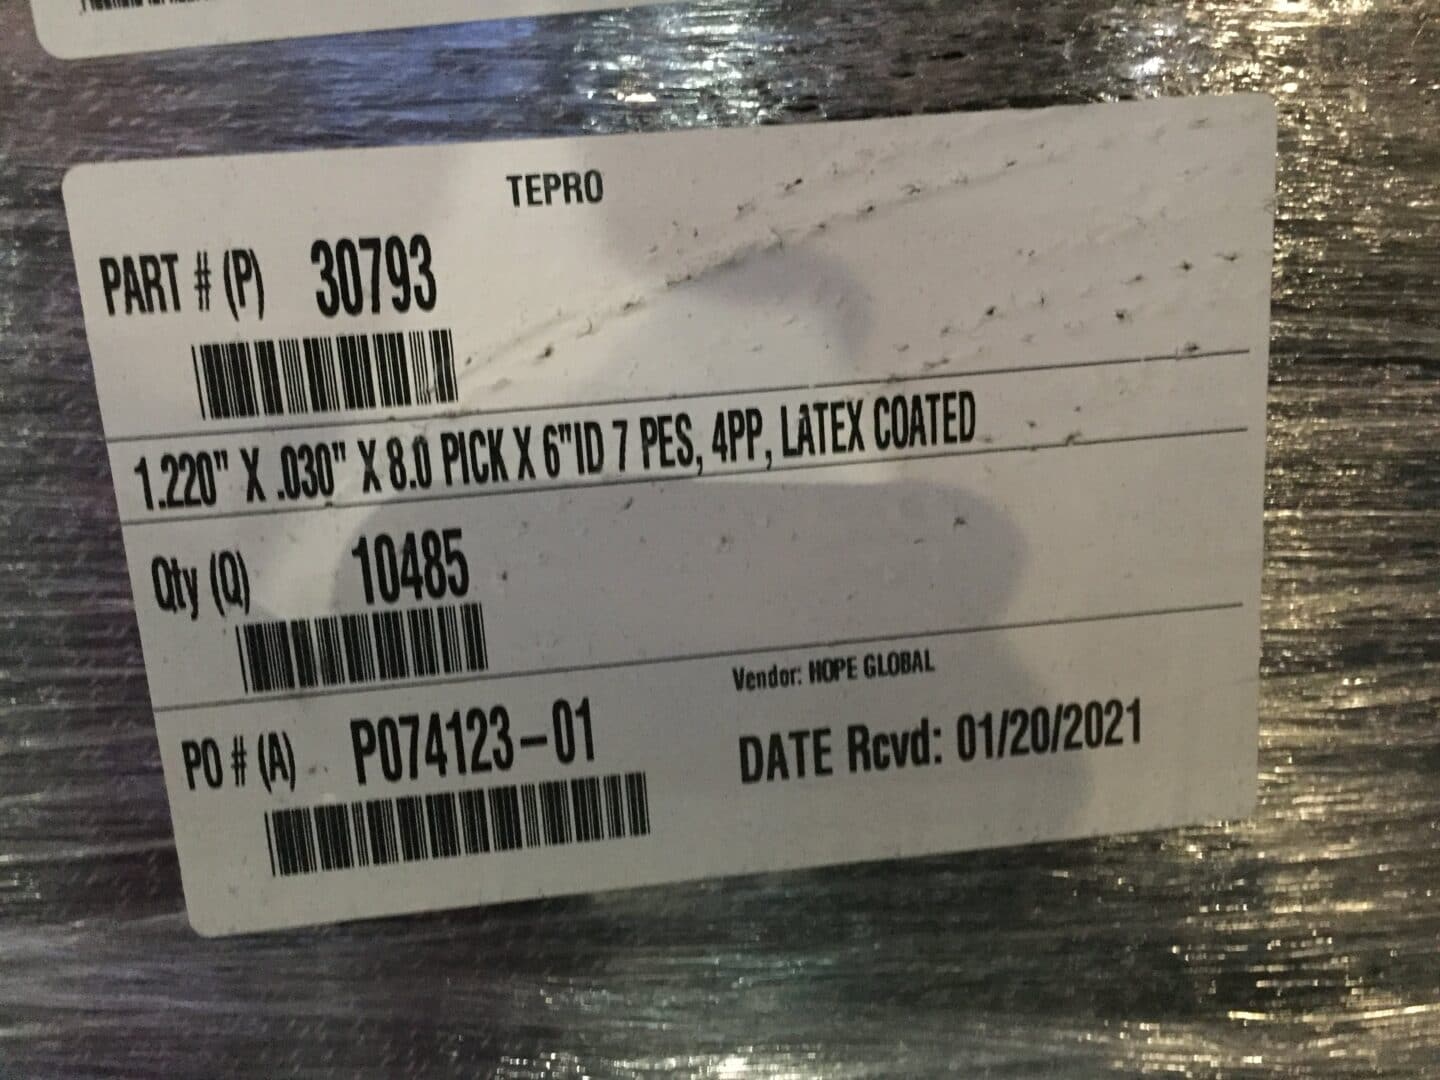 TEPRO
PART # (P) 30793
1.220" X .030" X 8.0 PICK X 6"ID 7 PES, 4PP, LATEX COATED
Qty (Q) 10485
Vendor: HOPE GLOBAL
PO # (A) P074123-01
DATE Rcvd: 01/20/2021